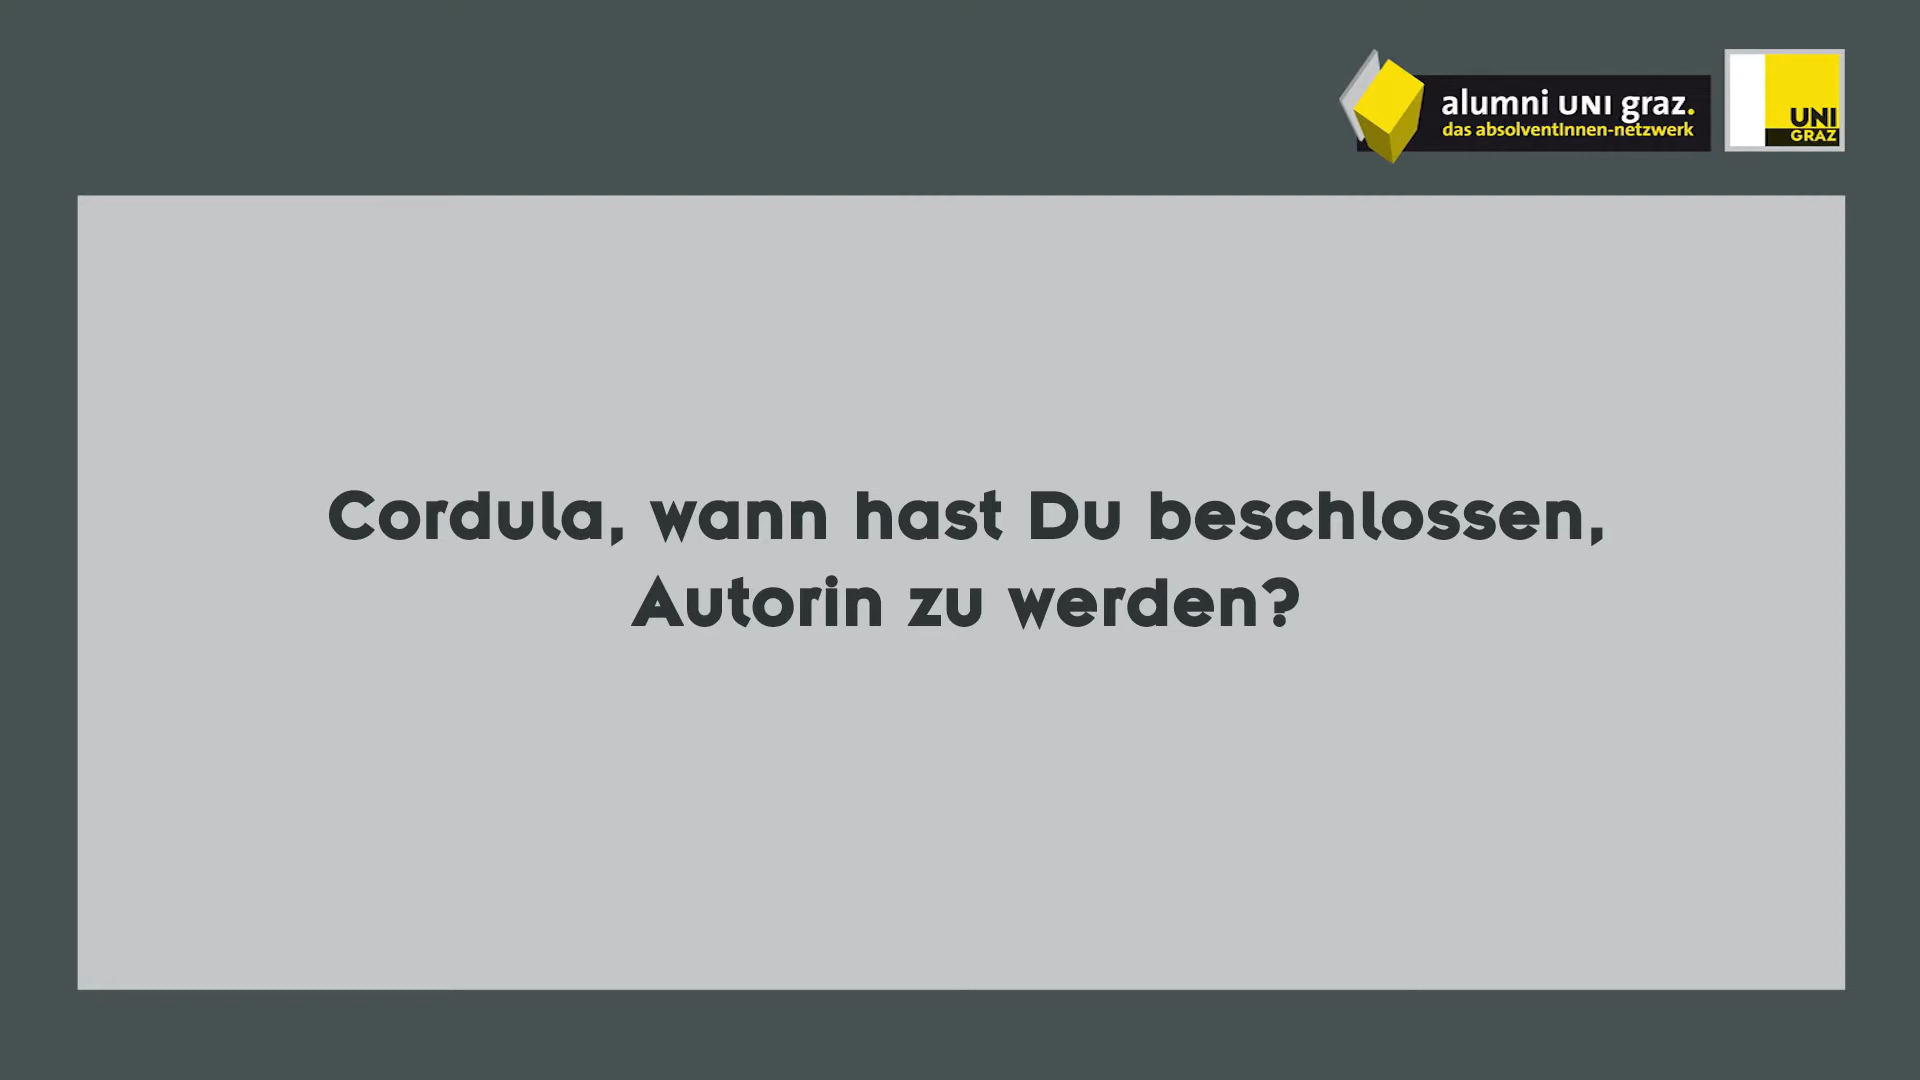 alumni UNI graz.
das absolventInnen-netzwerk
UNI
GRAZ
Cordula, wann hast Du beschlossen,
Autorin zu werden?